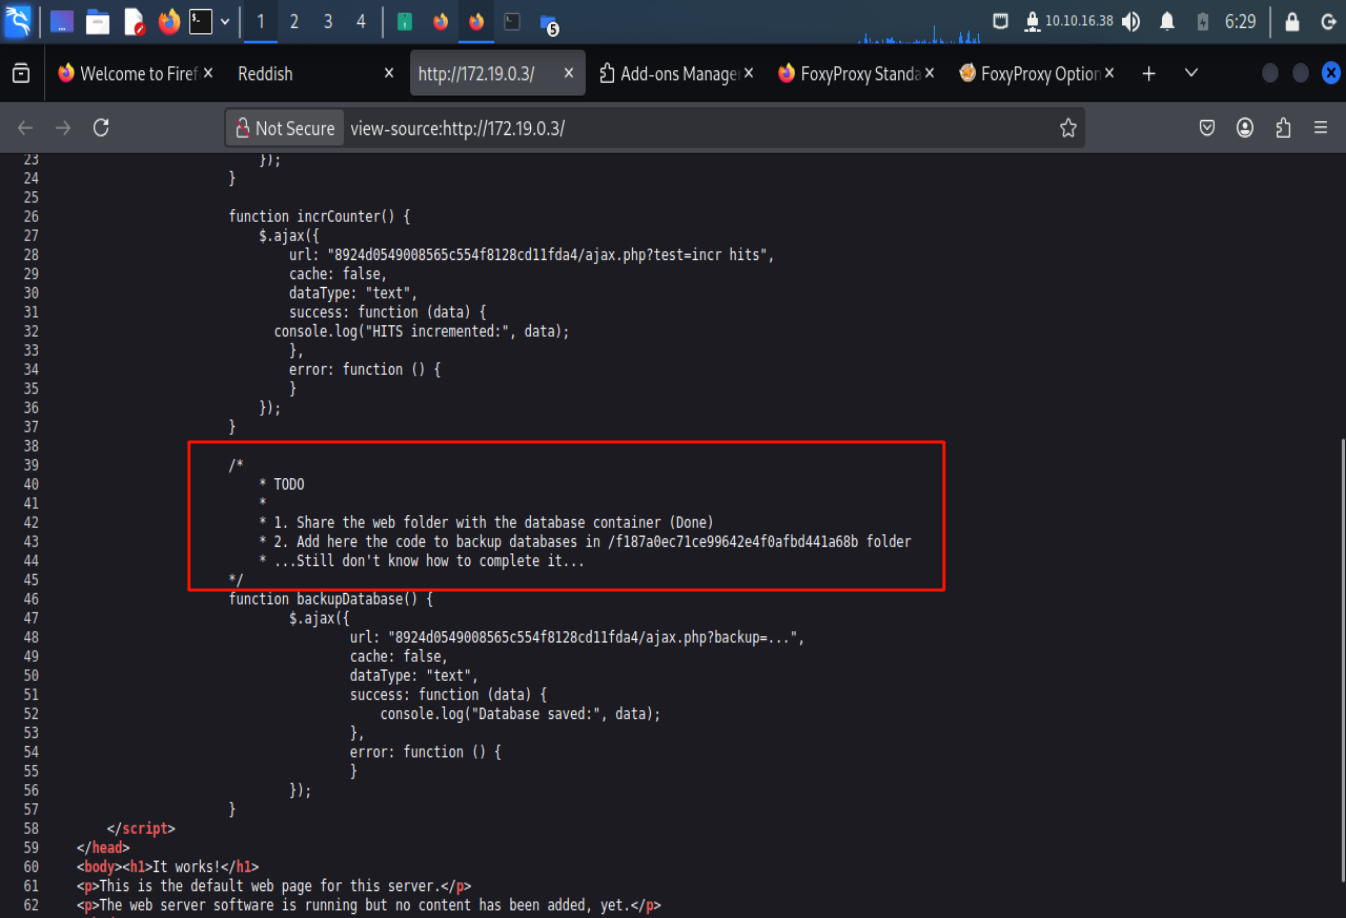 1 2 3 4 5 10.10.16.38 6:29
Welcome to Firef Reddish http://172.19.0.3/ Add-ons Manage FoxyProxy Standa FoxyProxy Option
Not Secure view-source:http://172.19.0.3/
23 });
24 }
25
26 function incrCounter() {
27 $.ajax({
28 url: "8924d0549008565c554f8128cd11fda4/ajax.php?test=incr hits",
29 cache: false,
30 dataType: "text",
31 success: function (data) {
32 console.log("HITS incremented:", data);
33 },
34 error: function () {
35 }
36 });
37 }
38
39 /*
40 * TODO
41 *
42 * 1. Share the web folder with the database container (Done)
43 * 2. Add here the code to backup databases in /f187a0ec71ce99642e4f0afbd441a68b folder
44 * ...Still don't know how to complete it...
45 */
46 function backupDatabase() {
47 $.ajax({
48 url: "8924d0549008565c554f8128cd11fda4/ajax.php?backup=...",
49 cache: false,
50 dataType: "text",
51 success: function (data) {
52 console.log("Database saved:", data);
53 },
54 error: function () {
55 }
56 });
57 }
58 </script>
59 </head>
60 <body><h1>It works!</h1>
61 <p>This is the default web page for this server.</p>
62 <p>The web server software is running but no content has been added, yet.</p>